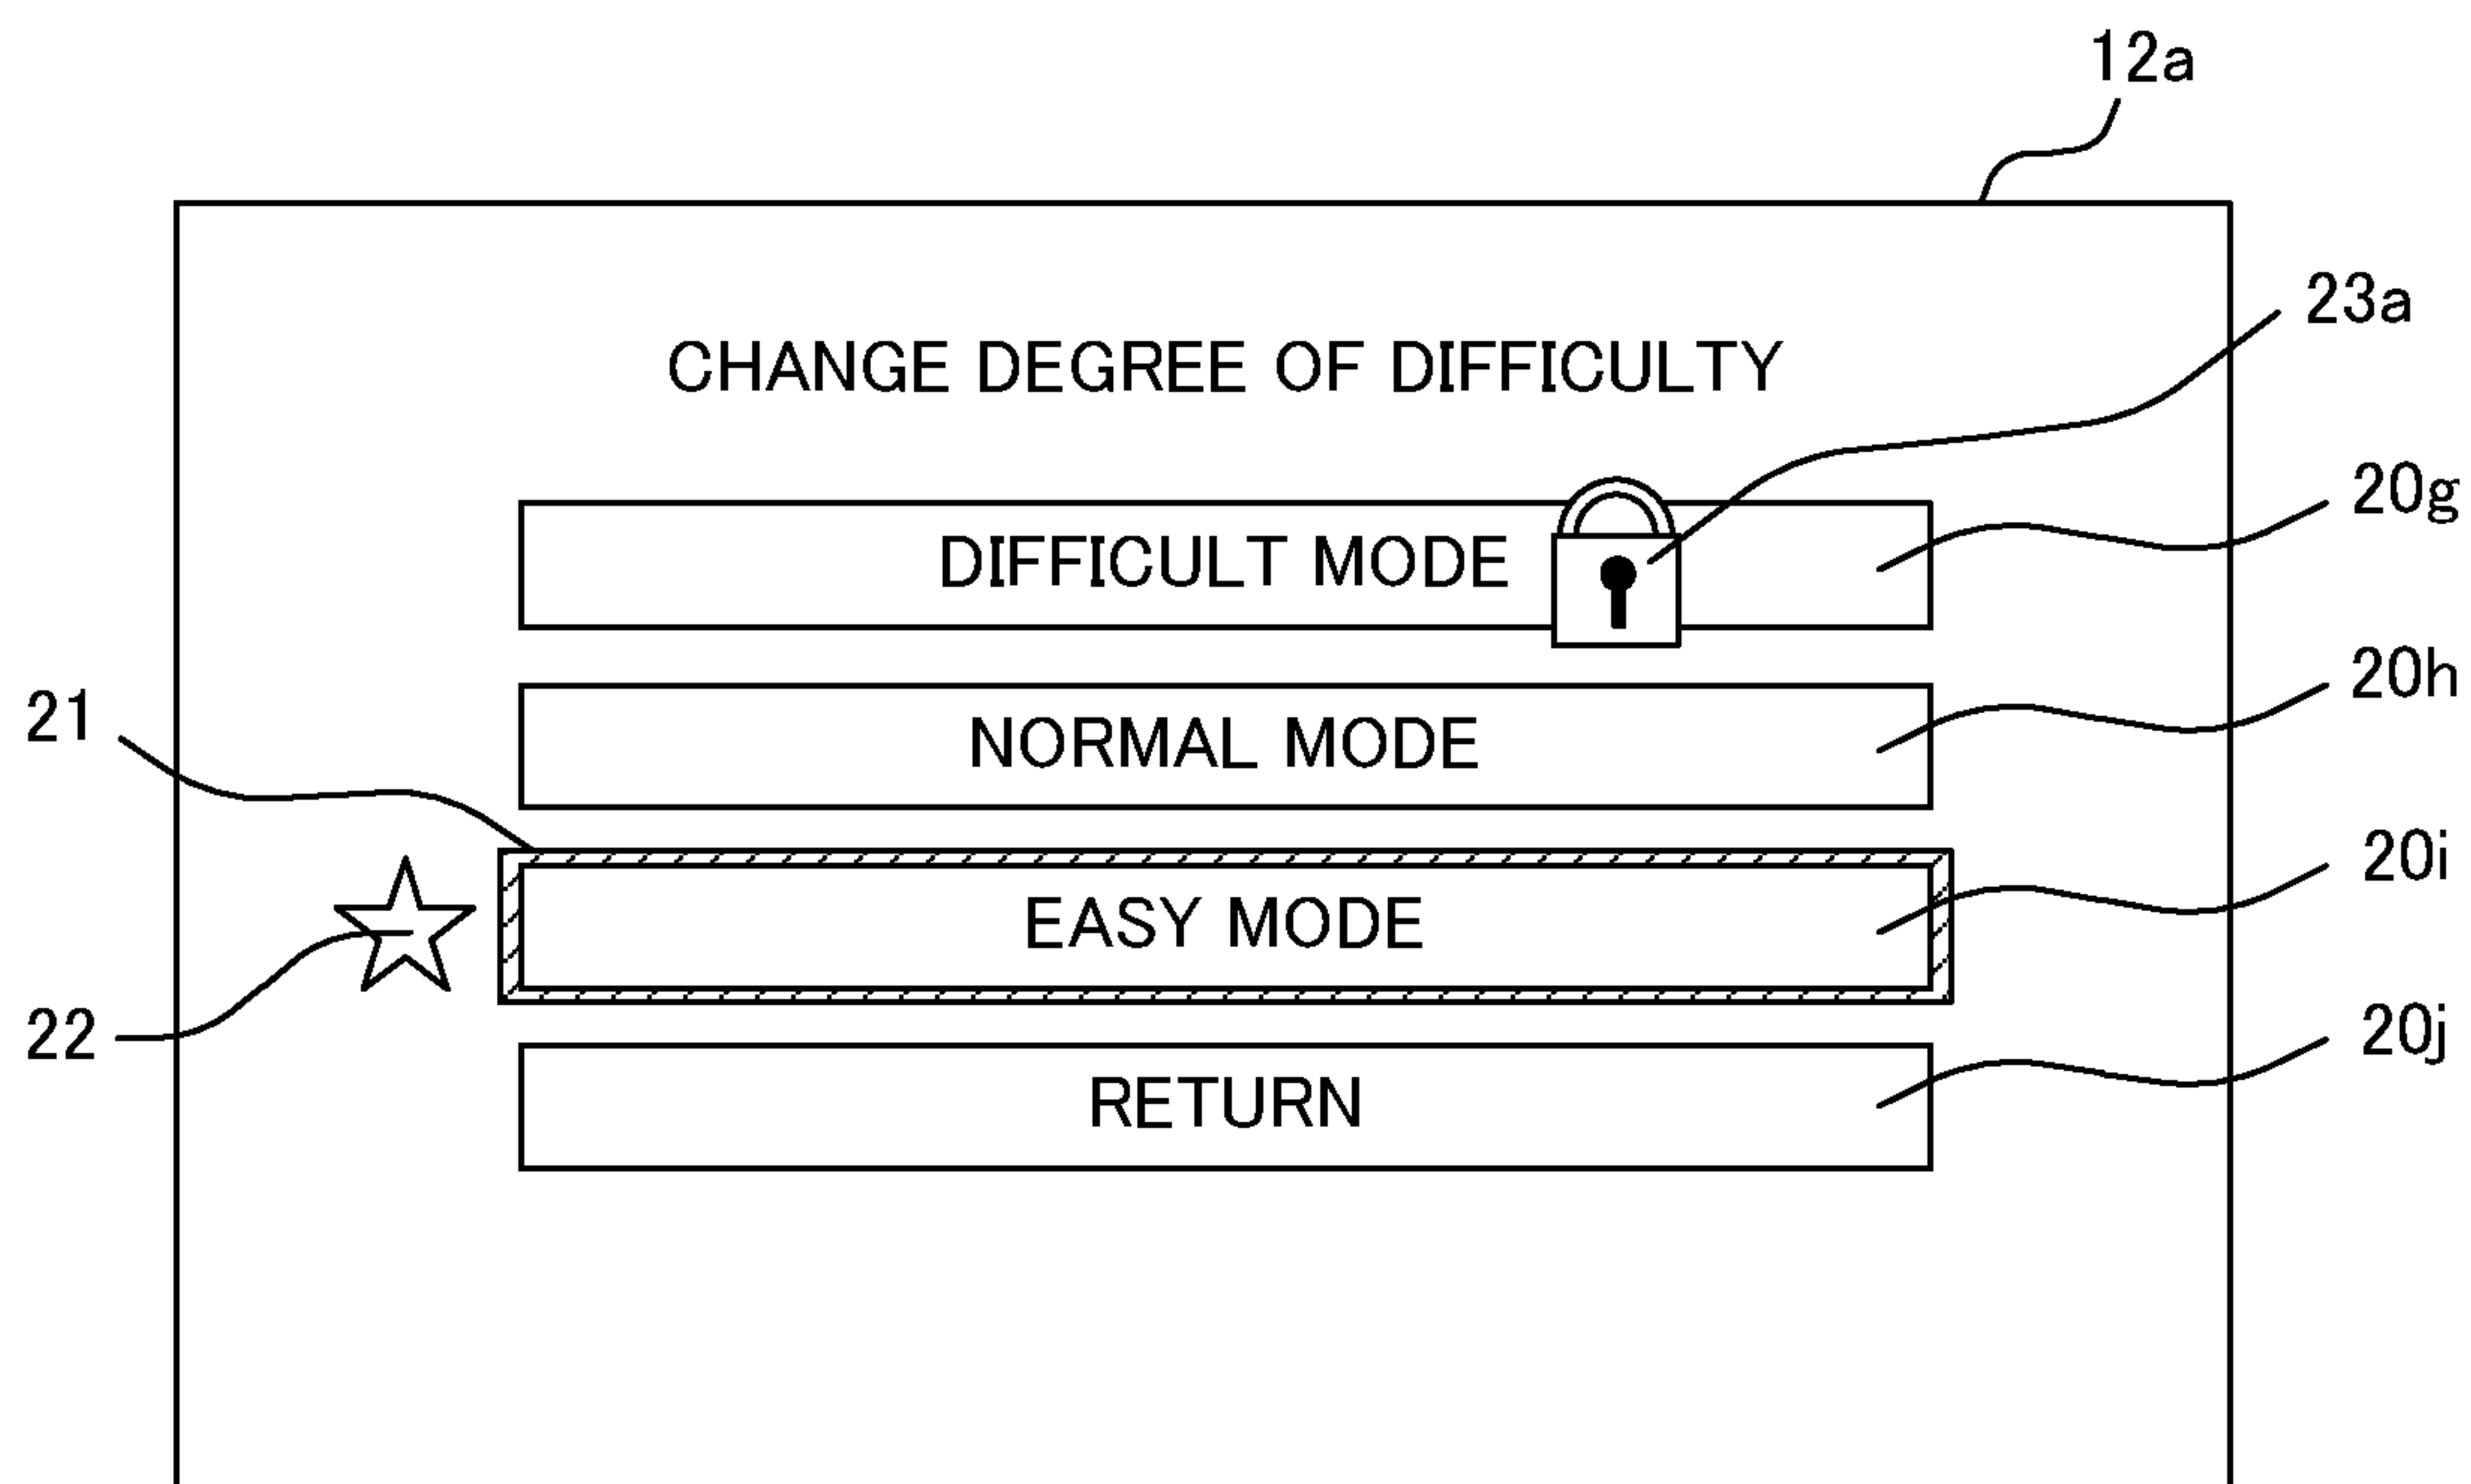 12a
23a
CHANGE DEGREE OF DIFFICULTY
20g
DIFFICULT MODE
20h
21
NORMAL MODE
20i
EASY MODE
22
20j
RETURN